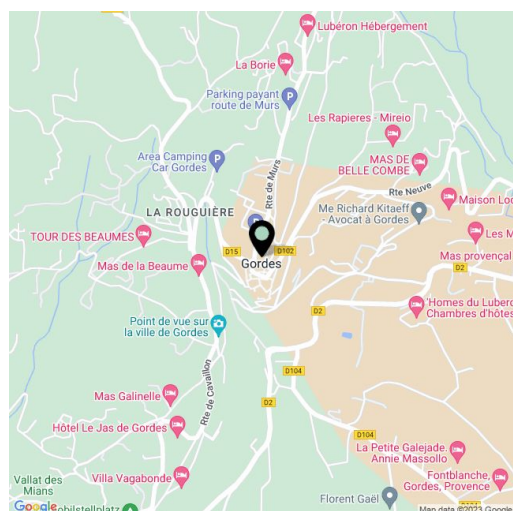 Lubéron Hébergement
La Borie
Parking payant
route de Murs
P
Les Rapieres - Mireio
Area Camping
Car Gordes
P
MAS DE
BELLE COMBE
Rte de Murs
Rte Neuve
Maison Loc
LA ROUGUIÈRE
Me Richard Kitaeff -
Avocat à Gordes
TOUR DES BEAUMES
Les M
D15
D102
Mas provençal
Gordes
Mas de la Beaume
D2
'Homes du Lubero
Chambres d'hôtes
D2
Point de vue sur
la ville de Gordes
Rte de Cavaillon
D104
Mas Galinelle
D2
Hôtel Le Jas de Gordes
D104
La Petite Galejade.
Annie Massollo
Villa Vagabonde
Fontblanche,
Gordes, Provence
Vallat des
Mians
Florent Gaël
Google
obilstellplatz
Map data ©2023 Google